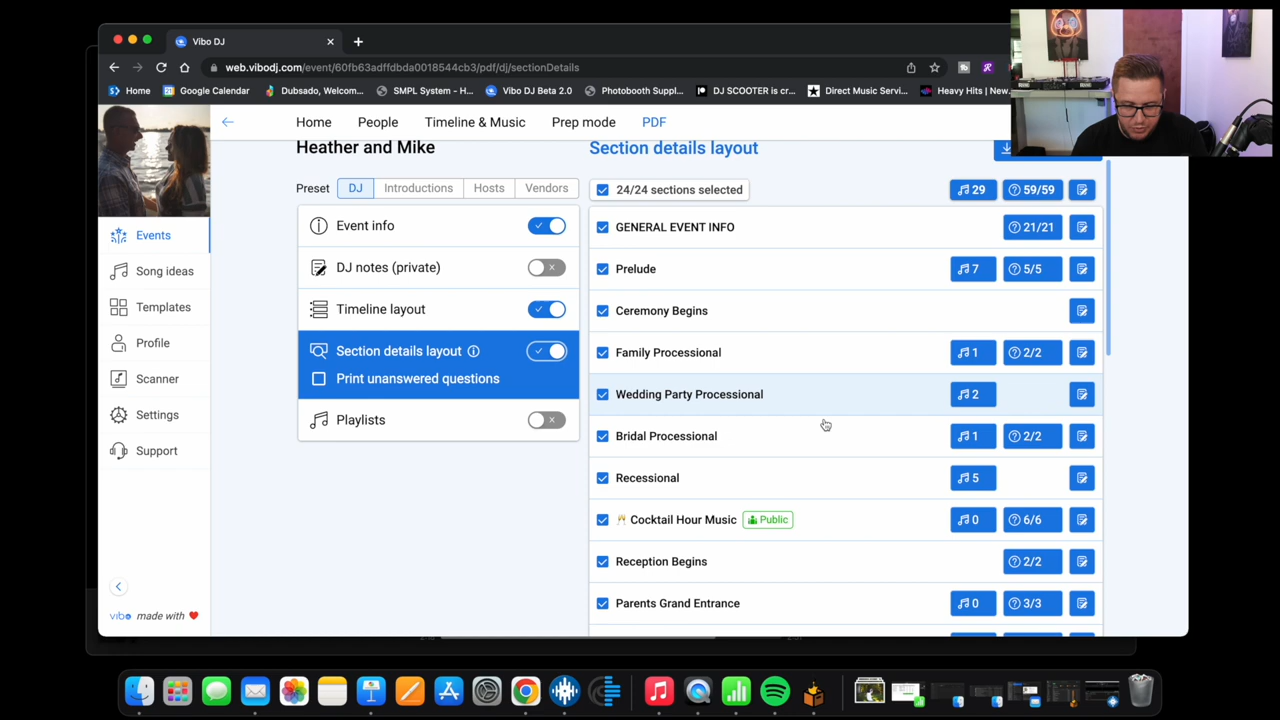 Vibo DJ
web.vibodj.com/event/60fb63adffdbda0018544cb3/pdf/dj/sectionDetails
Home
Google Calendar
Dubsado, Welcom...
SMPL System - H...
Vibo DJ Beta 2.0
Photobooth Suppl...
DJ SCOOTER is cr...
Direct Music Servi...
Heavy Hits | New...
Home
People
Timeline & Music
Prep mode
PDF
Events
Song ideas
Templates
Profile
Scanner
Settings
Support
vibo made with
Heather and Mike
Preset
DJ
Introductions
Hosts
Vendors
Event info
DJ notes (private)
Timeline layout
Section details layout
Print unanswered questions
Playlists
Section details layout
24/24 sections selected
29
59/59
GENERAL EVENT INFO
21/21
Prelude
7
5/5
Ceremony Begins
Family Processional
1
2/2
Wedding Party Processional
2
Bridal Processional
1
2/2
Recessional
5
Cocktail Hour Music
Public
0
6/6
Reception Begins
2/2
Parents Grand Entrance
0
3/3